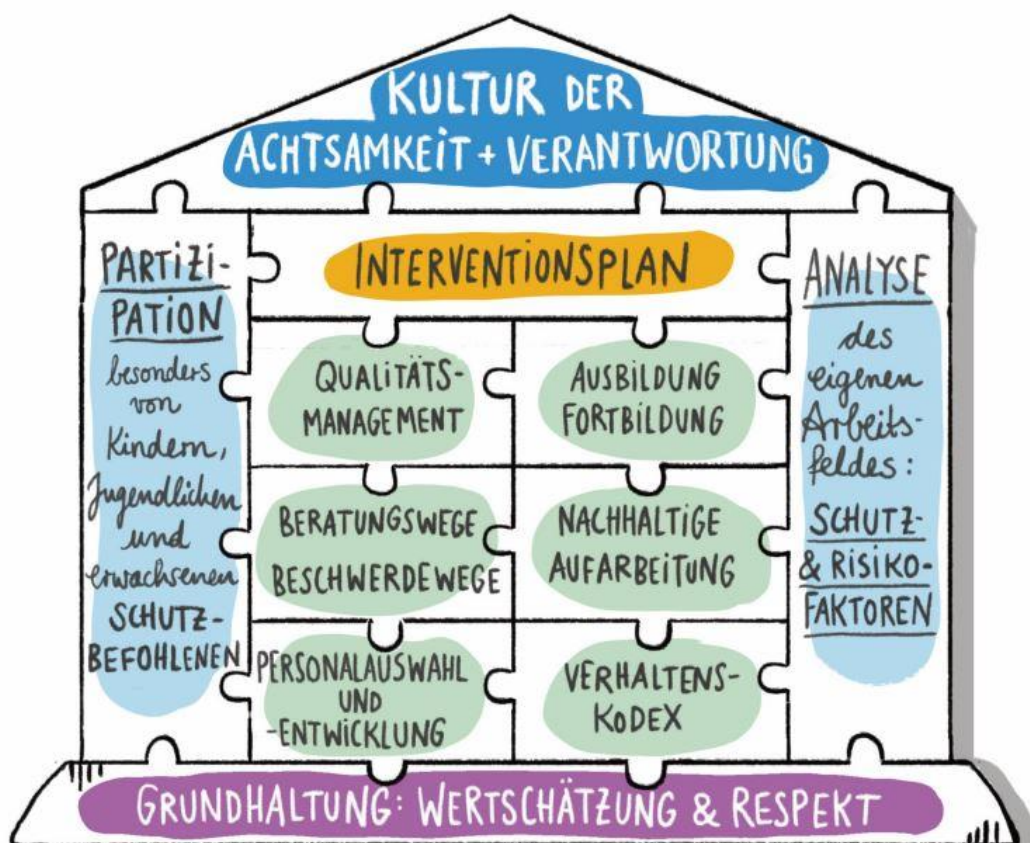 KULTUR DER
ACHTSAMKEIT + VERANTWORTUNG
PARTIZI-
PATION
besonders
von
Kindern,
Jugendlichen
und
erwachsenen
SCHUTZ-
BEFOHLENEN
INTERVENTIONSPLAN
QUALITÄTS-
MANAGEMENT
AUSBILDUNG
FORTBILDUNG
BERATUNGSWEGE
BESCHWERDEWEGE
NACHHALTIGE
AUFARBEITUNG
PERSONALAUSWAHL
UND
-ENTWICKLUNG
VERHALTENS-
KODEX
ANALYSE
des
eigenen
Arbeits-
feldes:
SCHUTZ-
& RISIKO-
FAKTOREN
GRUNDHALTUNG: WERTSCHÄTZUNG & RESPEKT